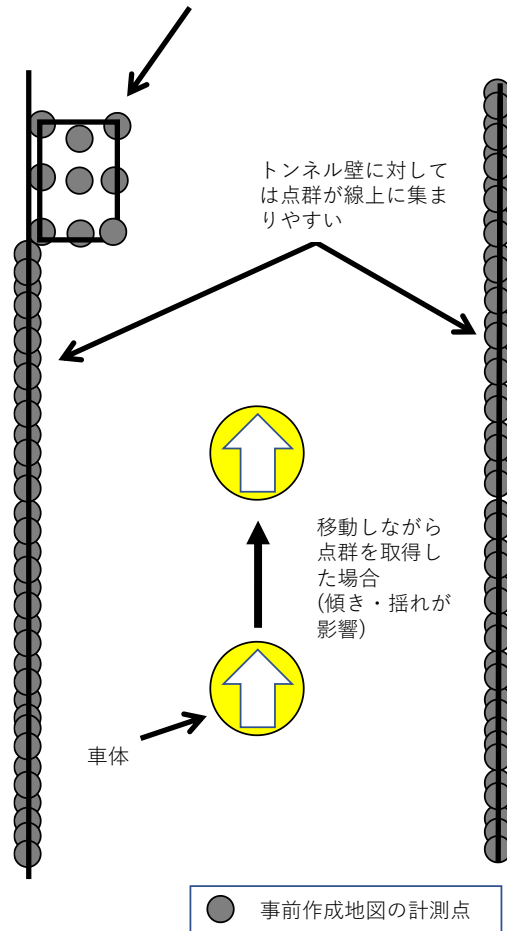 トンネル壁に対して
は点群が線上に集ま
りやすい
移動しながら
点群を取得し
た場合
(傾き・揺れが
影響)
車体
事前作成地図の計測点